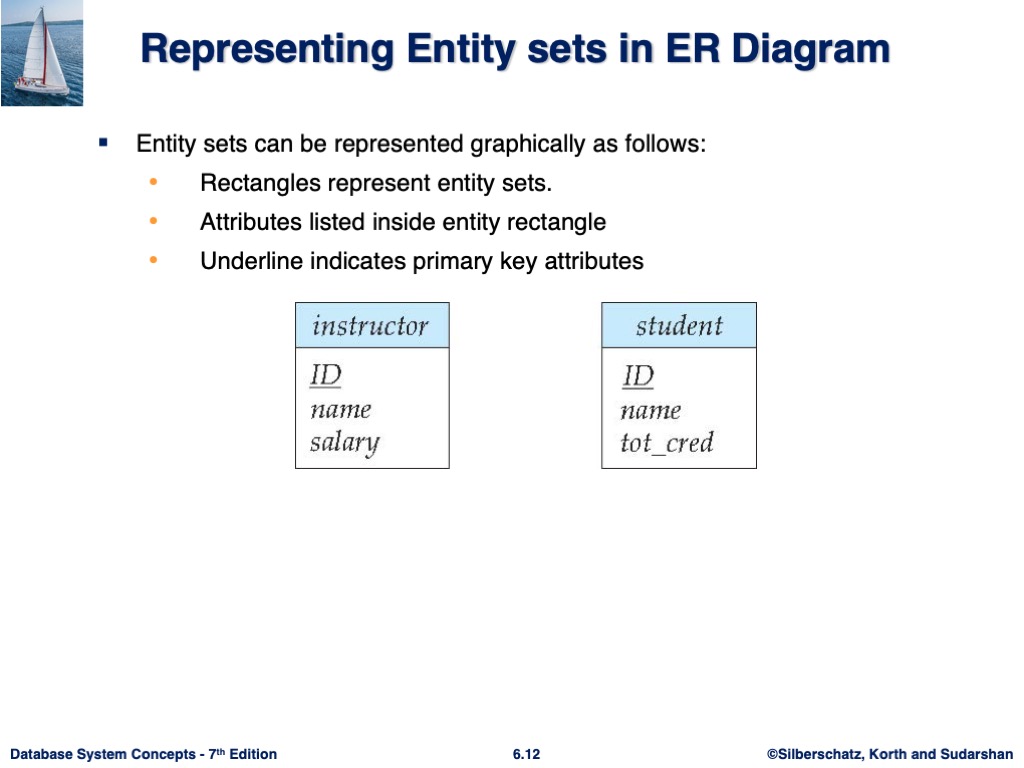 Representing Entity sets in ER Diagram
Entity sets can be represented graphically as follows:
Rectangles represent entity sets.
Attributes listed inside entity rectangle
Underline indicates primary key attributes
instructor
ID
name
salary
student
ID
name
tot_cred
Database System Concepts - 7th Edition
6.12
©Silberschatz, Korth and Sudarshan